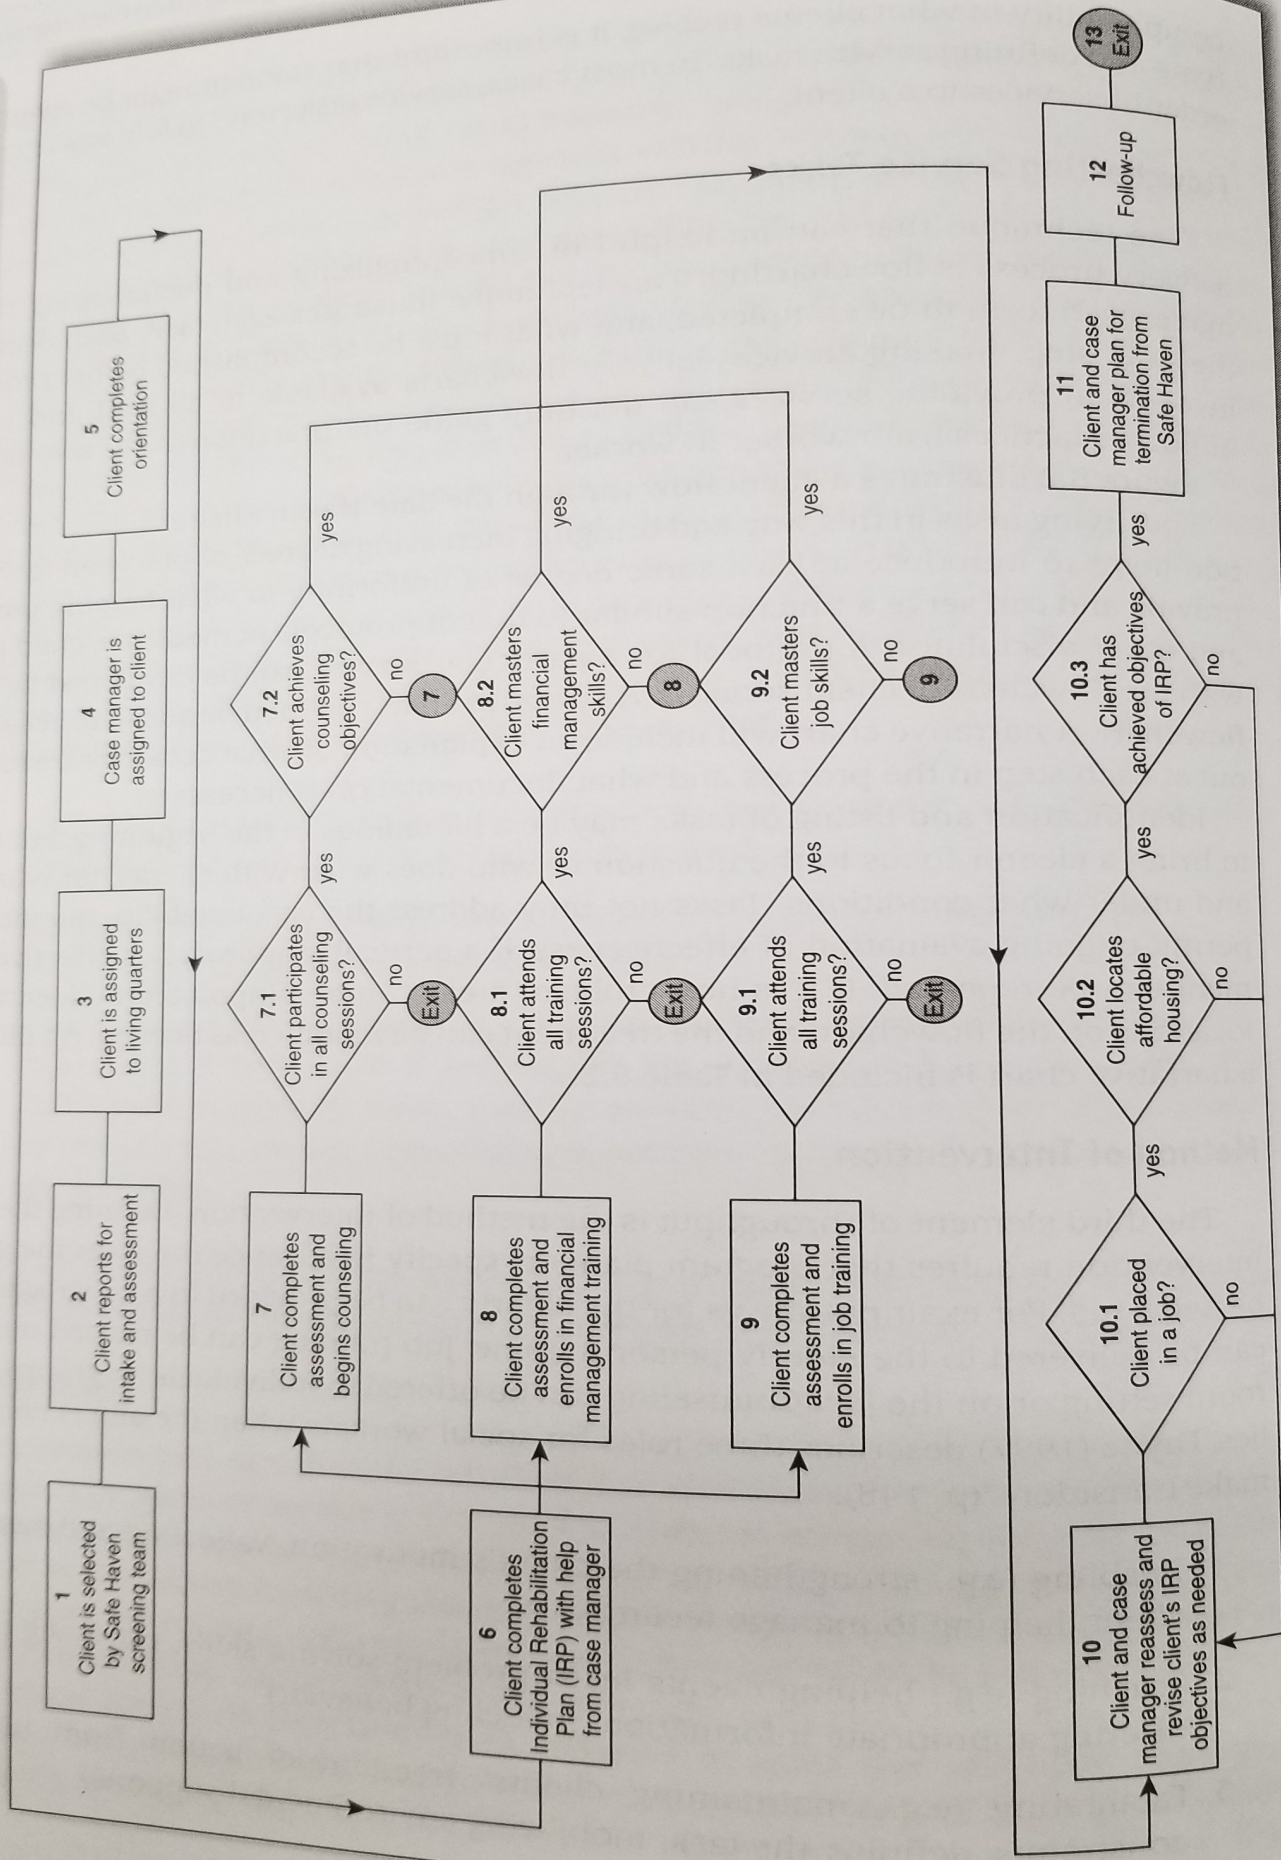 1
Client is selected
by Safe Haven
screening team
2
Client reports for
intake and assessment
3
Client is assigned
to living quarters
4
Case manager is
assigned to client
5
Client completes
orientation
6
Client completes
Individual Rehabilitation
Plan (IRP) with help
from case manager
7
Client completes
assessment and
begins counseling
7.1
Client participates
in all counseling
sessions?
yes
no
Exit
7.2
Client achieves
counseling
objectives?
yes
no
7
8
Client completes
assessment and
enrolls in financial
management training
8.1
Client attends
all training
sessions?
yes
no
Exit
8.2
Client masters
financial
management
skills?
yes
no
8
9
Client completes
assessment and
enrolls in job training
9.1
Client attends
all training
sessions?
yes
no
Exit
9.2
Client masters
job skills?
yes
no
9
10
Client and case
manager reassess and
revise client's IRP
objectives as needed
10.1
Client placed
in a job?
yes
no
10.2
Client locates
affordable
housing?
yes
no
10.3
Client has
achieved objectives
of IRP?
yes
no
11
Client and case
manager plan for
termination from
Safe Haven
12
Follow-up
13
Exit